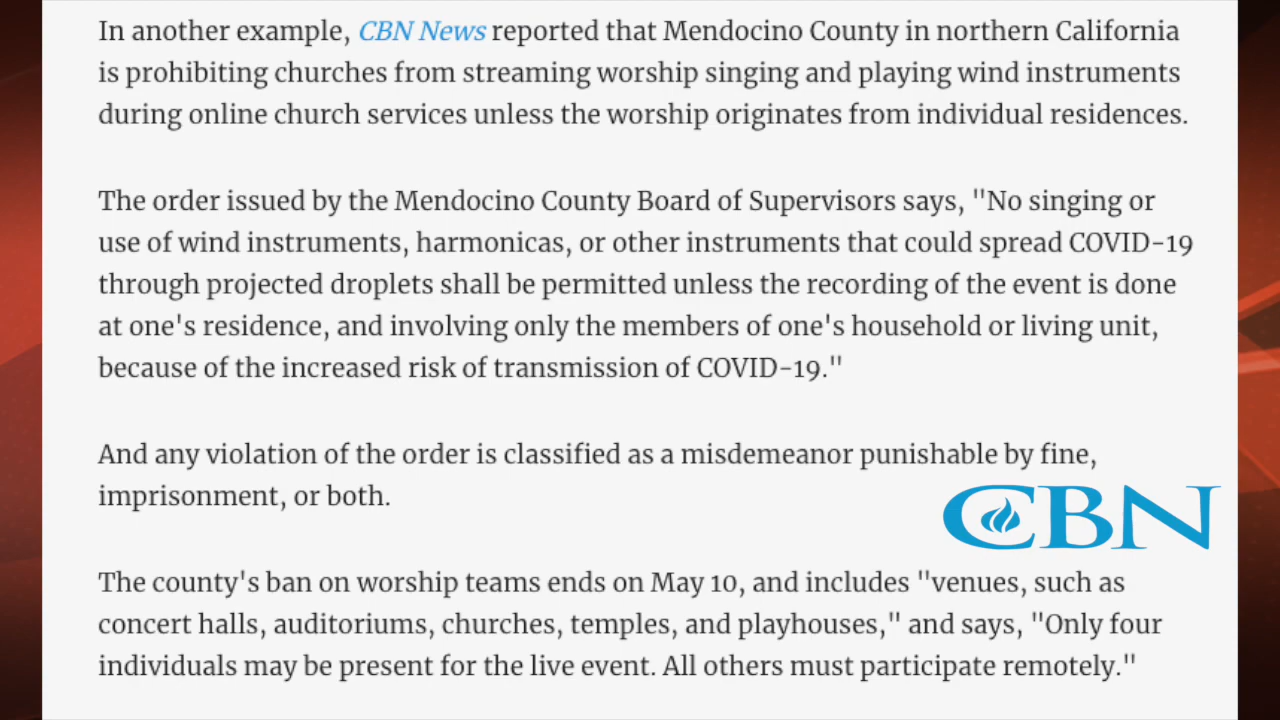 In another example, CBN News reported that Mendocino County in northern California
is prohibiting churches from streaming worship singing and playing wind instruments
during online church services unless the worship originates from individual residences.
The order issued by the Mendocino County Board of Supervisors says, "No singing or
use of wind instruments, harmonicas, or other instruments that could spread COVID-19
through projected droplets shall be permitted unless the recording of the event is done
at one's residence, and involving only the members of one's household or living unit,
because of the increased risk of transmission of COVID-19."
And any violation of the order is classified as a misdemeanor punishable by fine,
imprisonment, or both.
CBN
The county's ban on worship teams ends on May 10, and includes "venues, such as
concert halls, auditoriums, churches, temples, and playhouses," and says, "Only four
individuals may be present for the live event. All others must participate remotely."